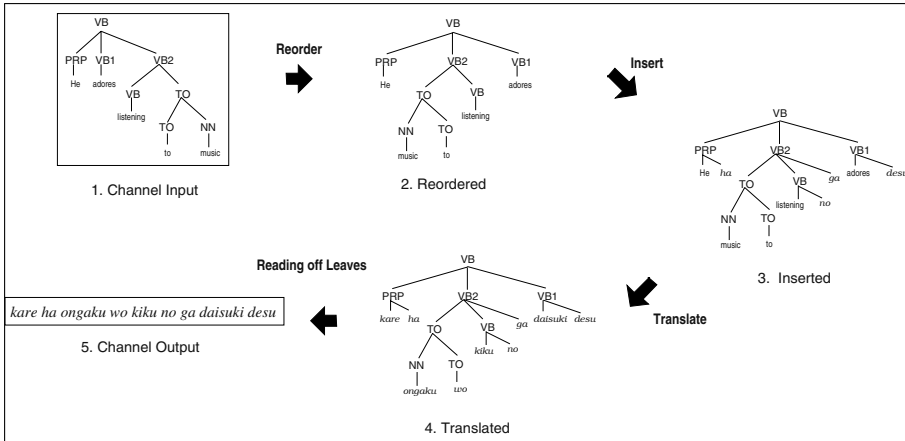 VB
PRP VB1 VB2
He adores VB TO
listening TO NN
to music
1. Channel Input
Reorder
VB
PRP VB2 VB1
He TO VB adores
NN TO listening
music to
2. Reordered
Insert
VB
PRP VB2 VB1
He ha TO VB ga adores desu
NN TO listening no
music to
3. Inserted
Translate
VB
PRP VB2 VB1
kare ha TO VB ga daisuki desu
NN TO kiku no
ongaku wo
4. Translated
Reading off Leaves
kare ha ongaku wo kiku no ga daisuki desu
5. Channel Output